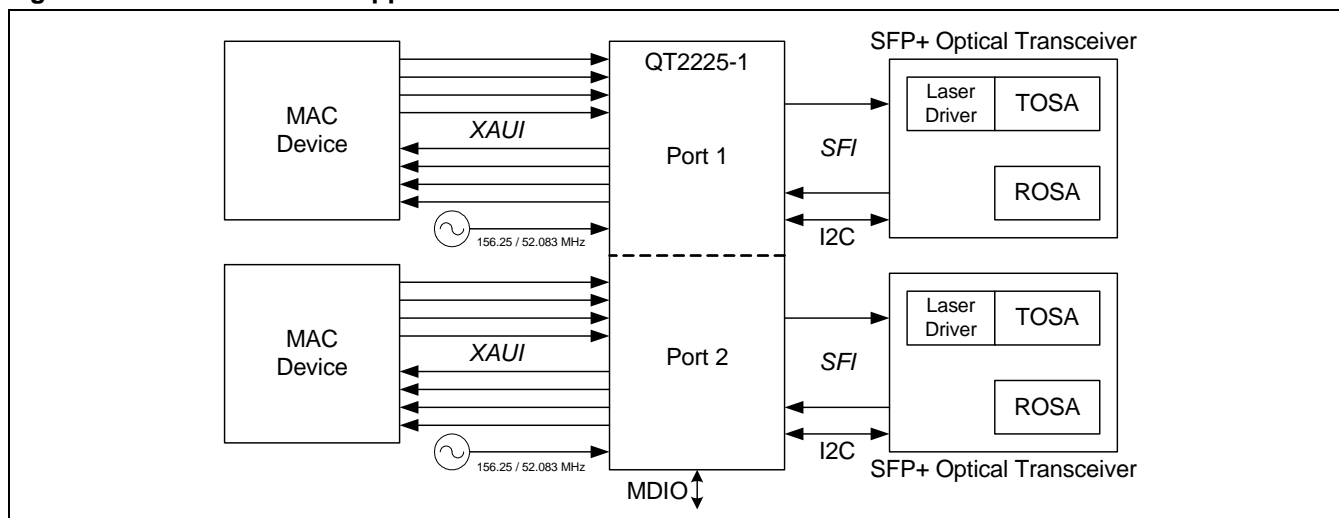 MAC
Device
XAUI
156.25 / 52.083 MHz
QT2225-1
Port 1
SFI
I2C
SFP+ Optical Transceiver
Laser
Driver
TOSA
ROSA
MAC
Device
XAUI
156.25 / 52.083 MHz
Port 2
MDIO
SFI
I2C
Laser
Driver
TOSA
ROSA
SFP+ Optical Transceiver